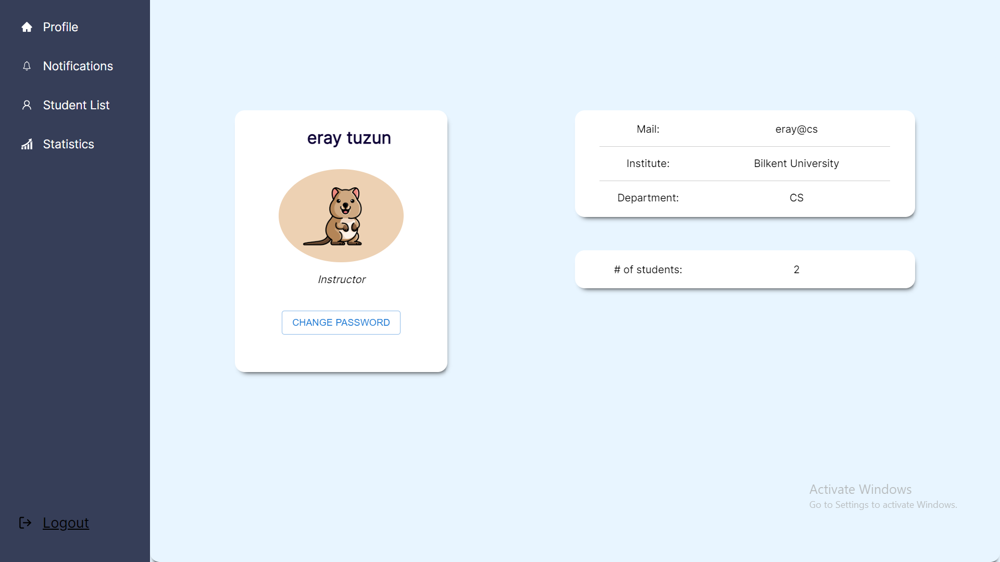 Profile
Notifications
Student List
Statistics
Logout
eray tuzun
Instructor
CHANGE PASSWORD
Mail: eray@cs
Institute: Bilkent University
Department: CS
# of students: 2
Activate Windows
Go to Settings to activate Windows.